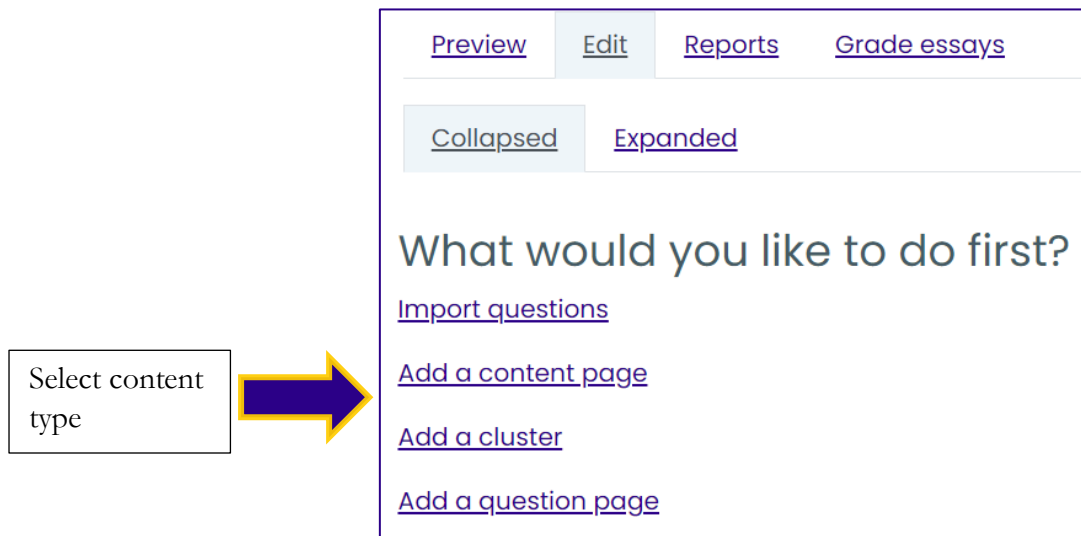 Preview Edit Reports Grade essays
Collapsed Expanded
What would you like to do first?
Import questions
Add a content page
Add a cluster
Add a question page
Select content
type